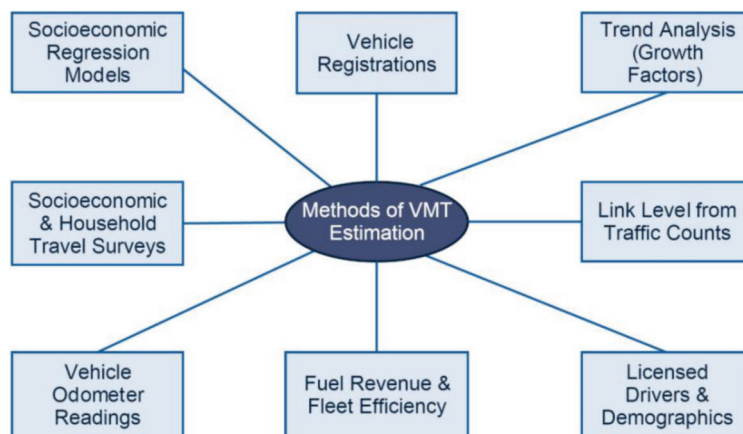 Socioeconomic
Regression
Models
Vehicle
Registrations
Trend Analysis
(Growth
Factors)
Socioeconomic
& Household
Travel Surveys
Methods of VMT
Estimation
Link Level from
Traffic Counts
Vehicle
Odometer
Readings
Fuel Revenue &
Fleet Efficiency
Licensed
Drivers &
Demographics